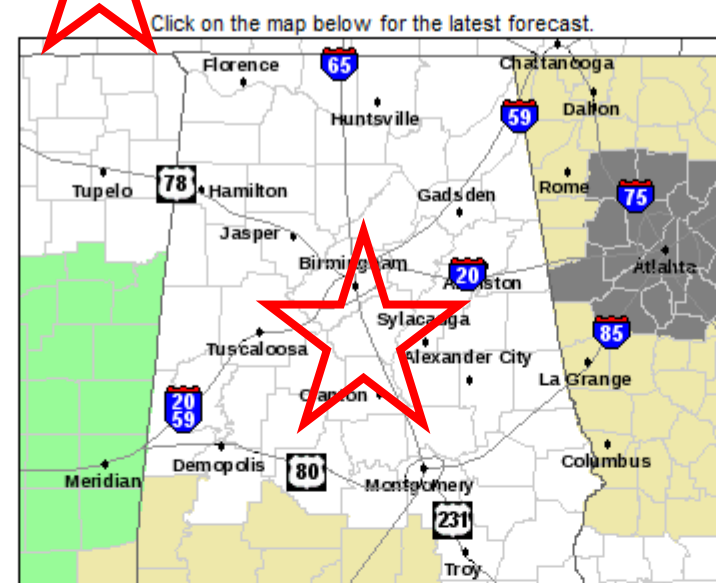 Click on the map below for the latest forecast.
Florence
65
Chattanooga
Huntsville
59
Dalton
Tupelo
78
Hamilton
Gadsden
Rome
75
Jasper
Birmingham
20
Anniston
Atlanta
Sylacauga
85
Tuscaloosa
Alexander City
La Grange
20
59
Clanton
Demopolis
80
Columbus
Meridian
Montgomery
231
Troy